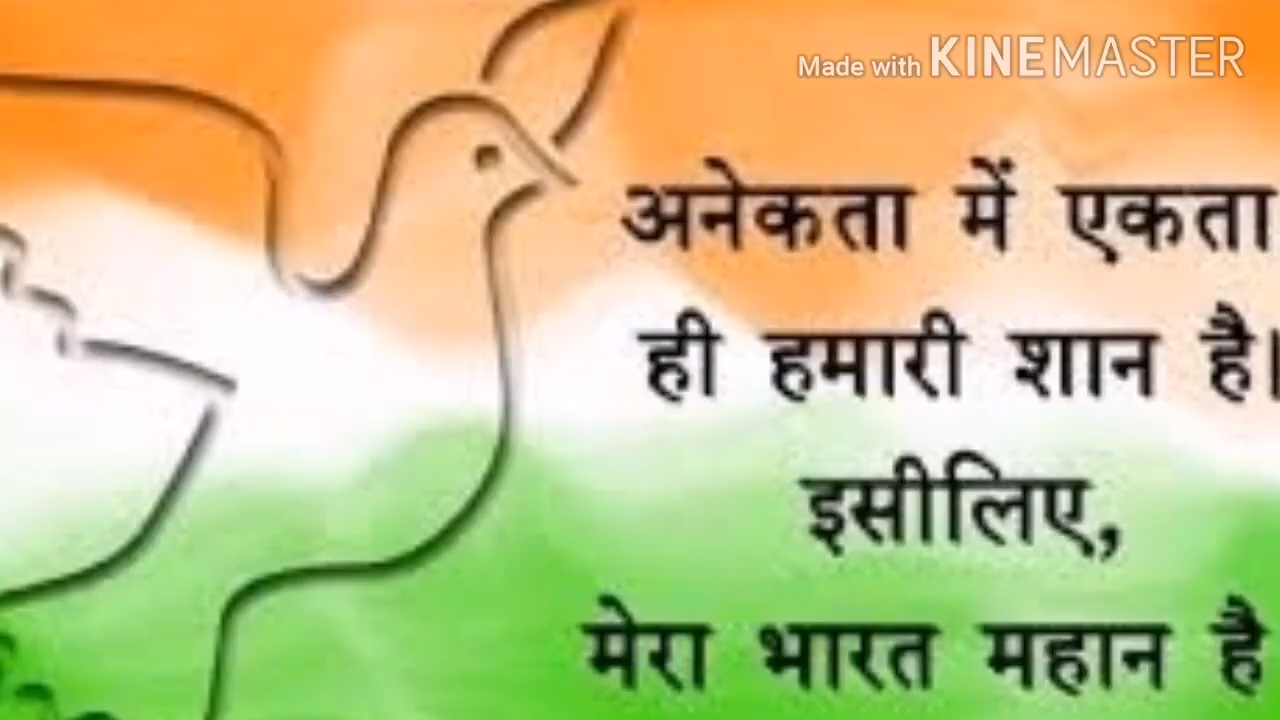 Made with KINEMASTER
अनेकता में एकता
ही हमारी शान है।
इसीलिए,
मेरा भारत महान है